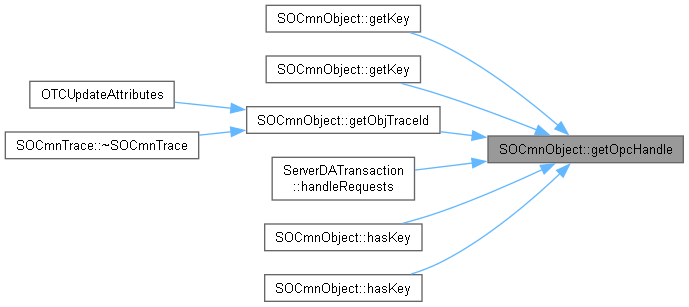 SOCmnObject::getKey
SOCmnObject::getKey
OTCUpdateAttributes
SOCmnObject::getObjTraceId
SOCmnTrace::~SOCmnTrace
SOCmnObject::getOpcHandle
ServerDATransaction
::handleRequests
SOCmnObject::hasKey
SOCmnObject::hasKey